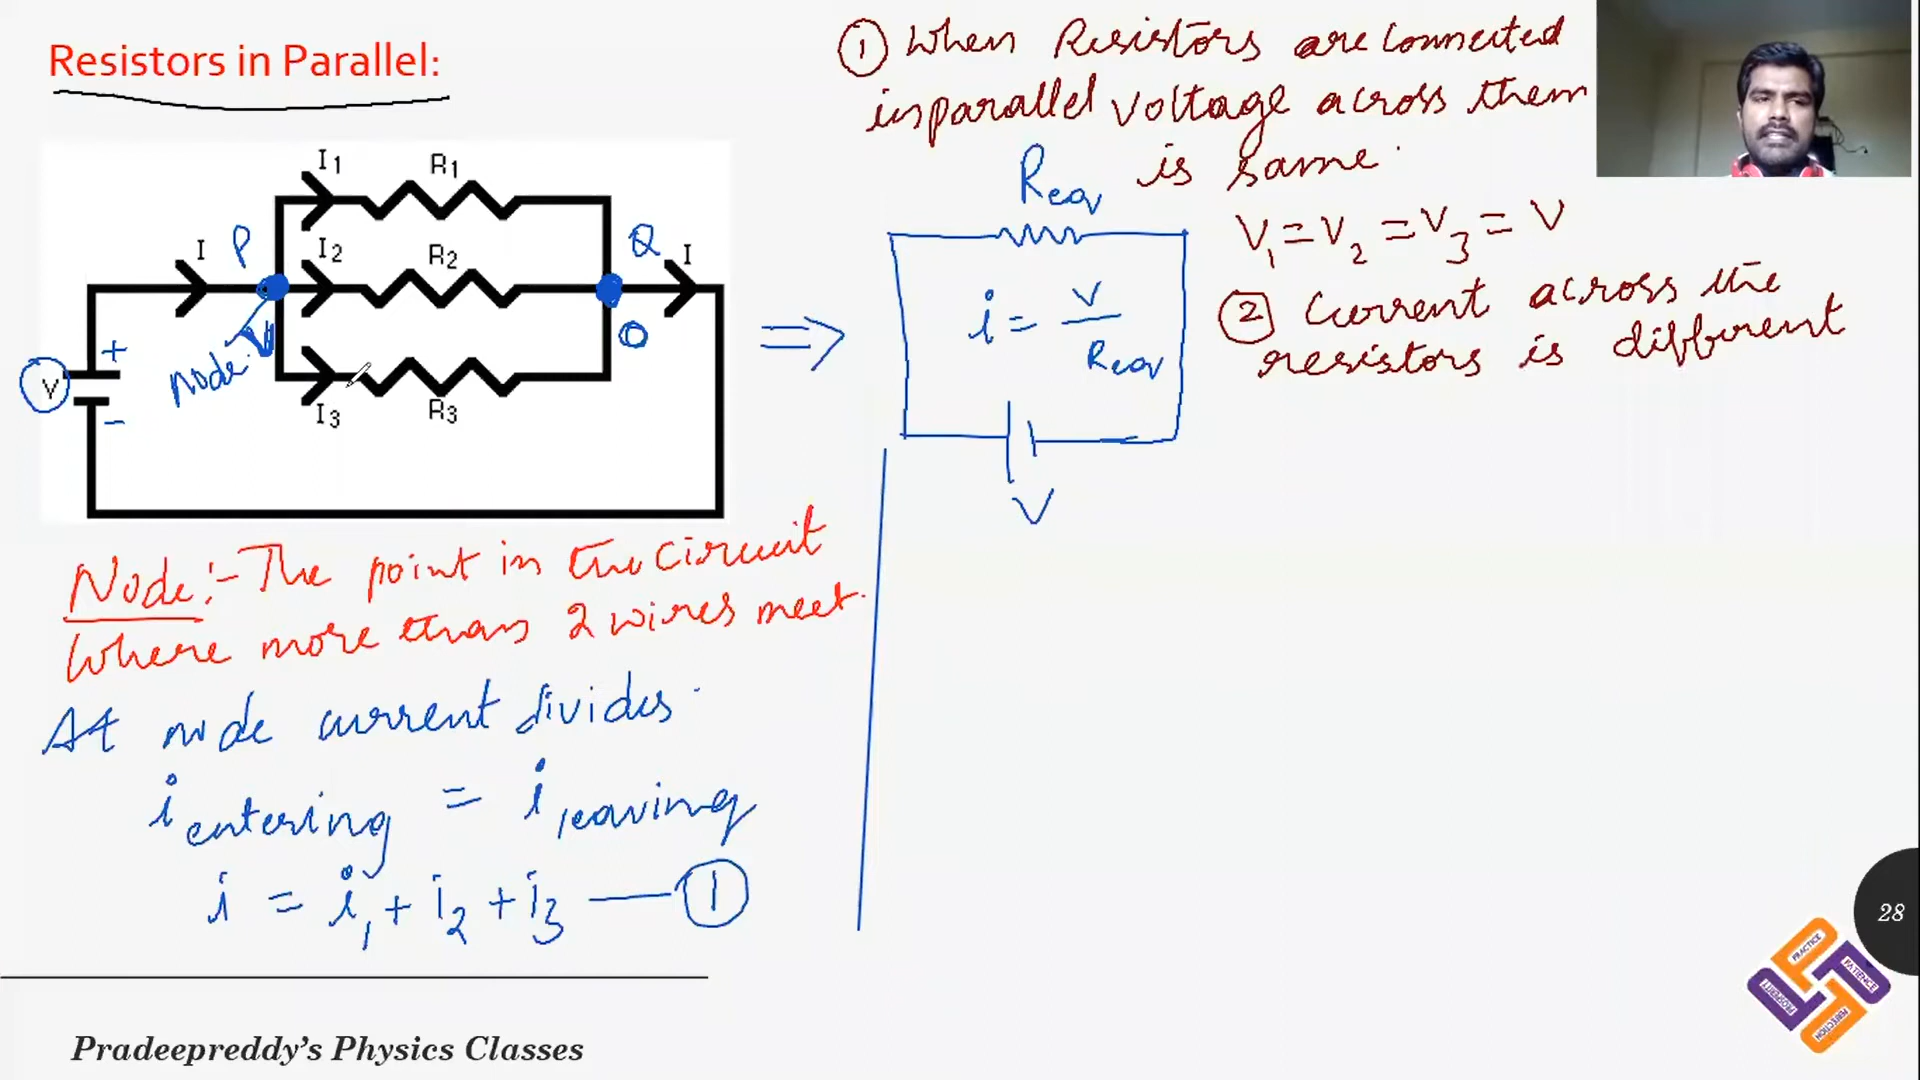 Resistors in Parallel:
① When Resistors are connected
in parallel voltage across them
is same.
V₁ = V₂ = V₃ = V
② Current across the
resistors is different
I₁
R₁
I
P
I₂
R₂
Q
I
V
+
-
node
V
O
I₃
R₃
Req
i = V / Req
V
Node:- The point in the circuit
where more than 2 wires meet.
At node current divides.
i entering = i leaving
i = i₁ + i₂ + i₃ — ①
28
PRACTICE
PATIENCE
PERFECTION
Pradeepreddy's Physics Classes